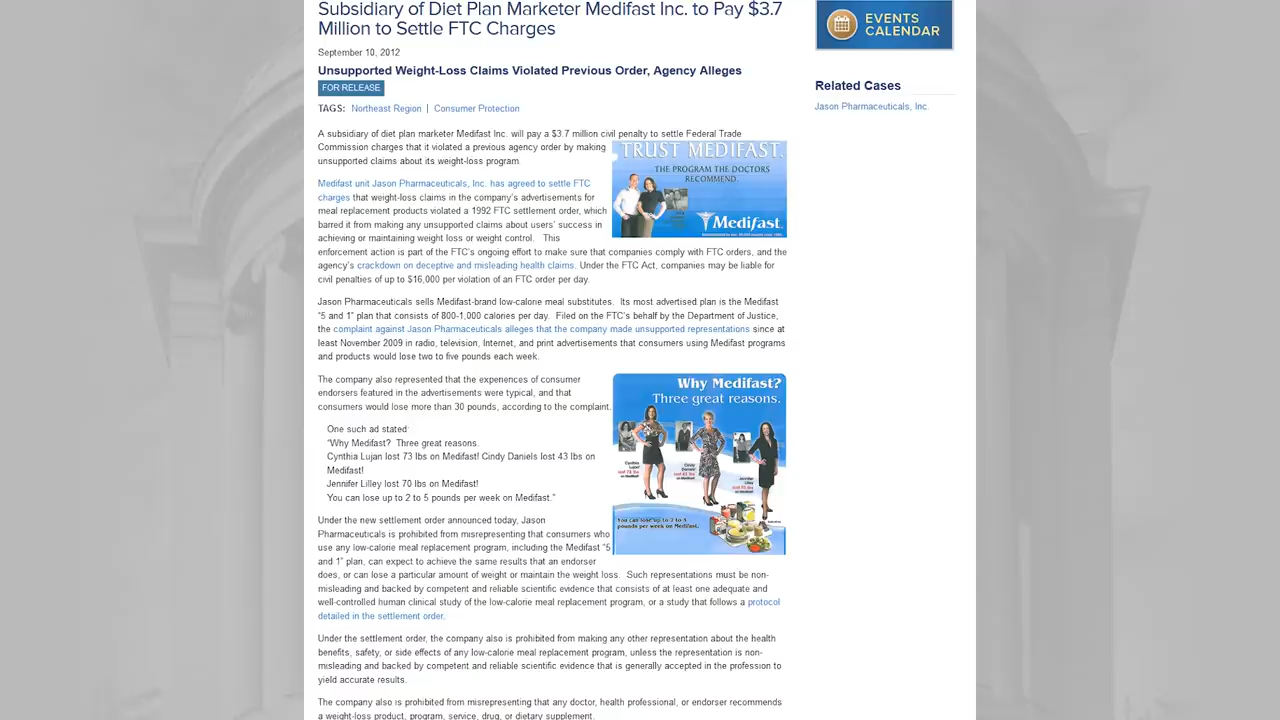 Subsidiary of Diet Plan Marketer Medifast Inc. to Pay $3.7
Million to Settle FTC Charges
September 10, 2012
Unsupported Weight-Loss Claims Violated Previous Order, Agency Alleges
FOR RELEASE
TAGS: Northeast Region | Consumer Protection
A subsidiary of diet plan marketer Medifast Inc. will pay a $3.7 million civil penalty to settle Federal Trade
Commission charges that it violated a previous agency order by making
unsupported claims about its weight-loss program.
TRUST MEDIFAST.
THE PROGRAM THE DOCTORS
RECOMMEND.
Medifast
Medifast unit Jason Pharmaceuticals, Inc. has agreed to settle FTC
charges that weight-loss claims in the company's advertisements for
meal replacement products violated a 1992 FTC settlement order, which
barred it from making any unsupported claims about users' success in
achieving or maintaining weight loss or weight control. This
enforcement action is part of the FTC's ongoing effort to make sure that companies comply with FTC orders, and the
agency's crackdown on deceptive and misleading health claims. Under the FTC Act, companies may be liable for
civil penalties of up to $16,000 per violation of an FTC order per day.
Jason Pharmaceuticals sells Medifast-brand low-calorie meal substitutes. Its most advertised plan is the Medifast
"5 and 1" plan that consists of 800-1,000 calories per day. Filed on the FTC's behalf by the Department of Justice,
the complaint against Jason Pharmaceuticals alleges that the company made unsupported representations since at
least November 2009 in radio, television, Internet, and print advertisements that consumers using Medifast programs
and products would lose two to five pounds each week.
The company also represented that the experiences of consumer
endorsers featured in the advertisements were typical, and that
consumers would lose more than 30 pounds, according to the complaint.
One such ad stated:
"Why Medifast? Three great reasons.
Cynthia Lujan lost 73 lbs on Medifast! Cindy Daniels lost 43 lbs on
Medifast!
Jennifer Lilley lost 70 lbs on Medifast!
You can lose up to 2 to 5 pounds per week on Medifast."
Why Medifast?
Three great reasons.
Cynthia
Lujan
lost 73 lbs
on Medifast!
Cindy
Daniels
lost 43 lbs
on Medifast!
Jennifer
Lilley
lost 70 lbs
on Medifast!
You can lose up to 2 to 5
pounds per week on Medifast.
Under the new settlement order announced today, Jason
Pharmaceuticals is prohibited from misrepresenting that consumers who
use any low-calorie meal replacement program, including the Medifast "5
and 1" plan, can expect to achieve the same results that an endorser
does, or can lose a particular amount of weight or maintain the weight loss. Such representations must be non-
misleading and backed by competent and reliable scientific evidence that consists of at least one adequate and
well-controlled human clinical study of the low-calorie meal replacement program, or a study that follows a protocol
detailed in the settlement order.
Under the settlement order, the company also is prohibited from making any other representation about the health
benefits, safety, or side effects of any low-calorie meal replacement program, unless the representation is non-
misleading and backed by competent and reliable scientific evidence that is generally accepted in the profession to
yield accurate results.
The company also is prohibited from misrepresenting that any doctor, health professional, or endorser recommends
a weight-loss product, program, service, drug, or dietary supplement.
EVENTS
CALENDAR
Related Cases
Jason Pharmaceuticals, Inc.